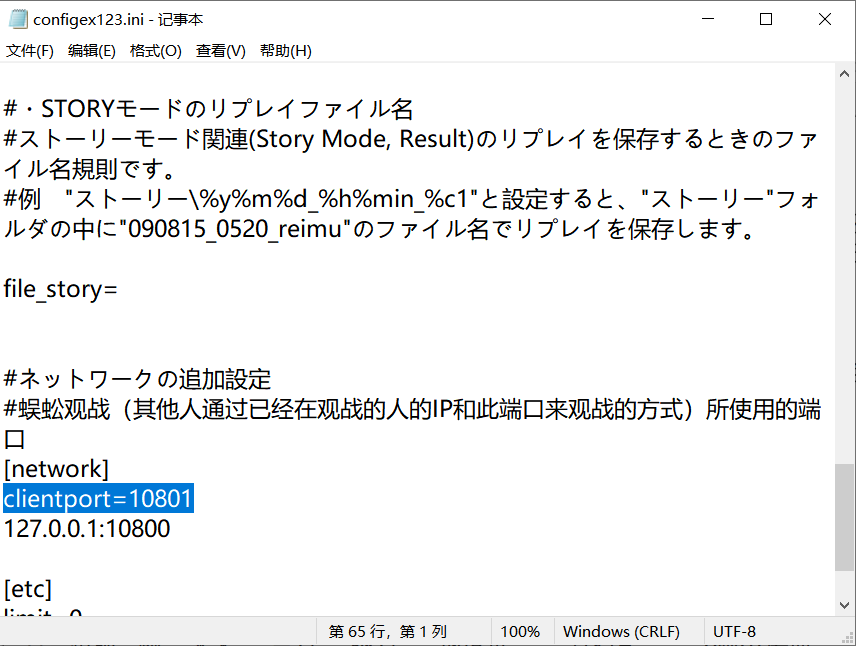 configex123.ini - 记事本
文件(F) 编辑(E) 格式(O) 查看(V) 帮助(H)
#・STORYモードのリプレイファイル名
#ストーリーモード関連(Story Mode, Result)のリプレイを保存するときのファ
イル名規則です。
#例　"ストーリー\%y%m%d_%h%min_%c1"と設定すると、"ストーリー"フォ
ルダの中に"090815_0520_reimu"のファイル名でリプレイを保存します。
file_story=
#ネットワークの追加設定
#蜈蚣观战（其他人通过已经在观战的人的IP和此端口来观战的方式）所使用的端
口
[network]
clientport=10801
127.0.0.1:10800
[etc]
limit=0
第 65 行，第 1 列 100% Windows (CRLF) UTF-8